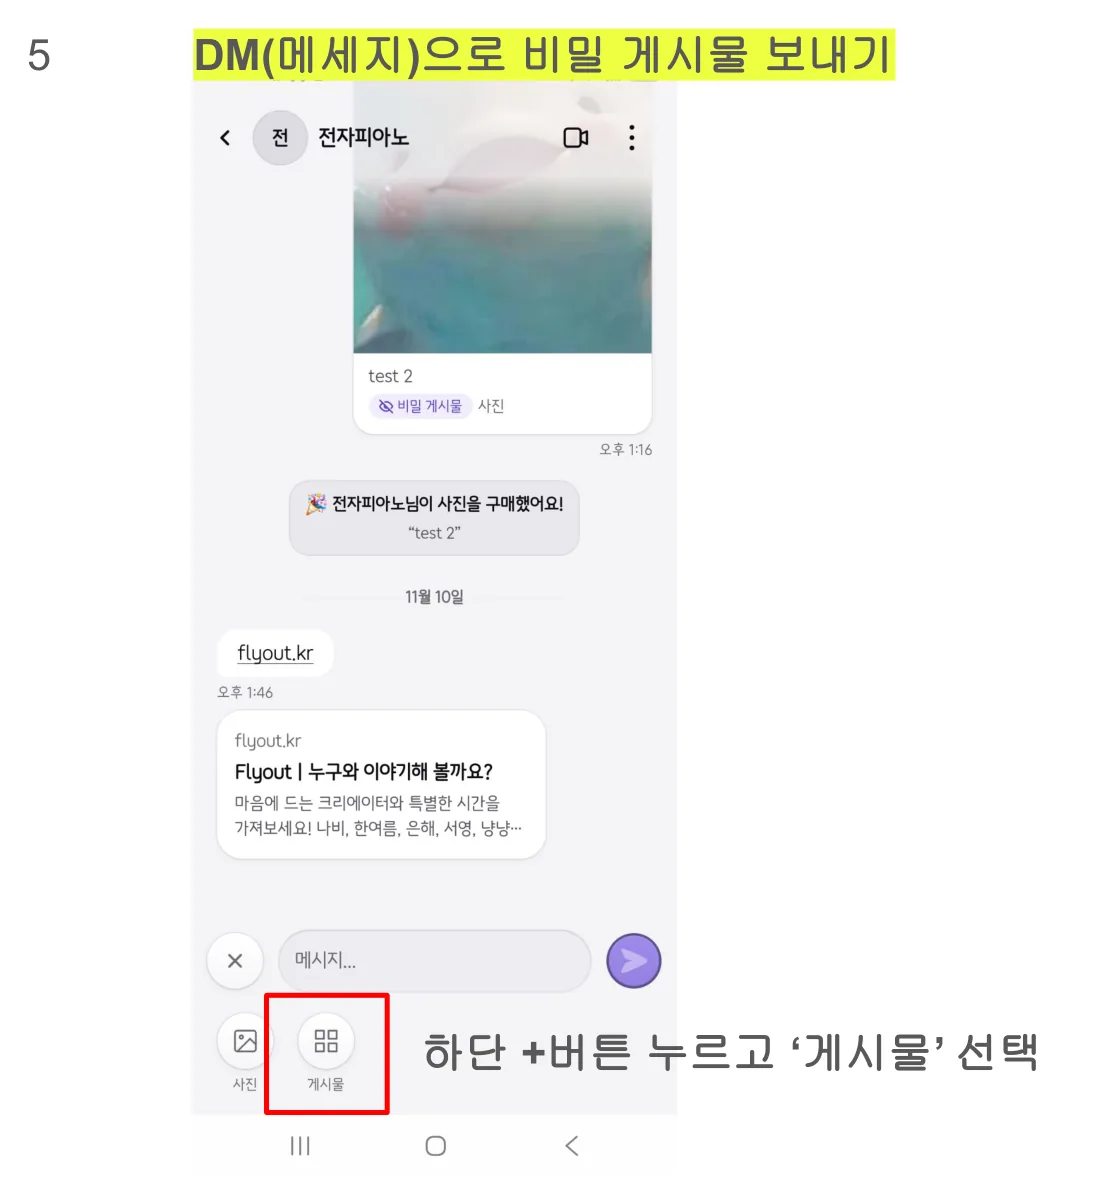 5
DM(메세지)으로 비밀 게시물 보내기
전
전자피아노
test 2
비밀 게시물 사진
오후 1:16
🎉 전자피아노님이 사진을 구매했어요!
“test 2”
11월 10일
flyout.kr
오후 1:46
flyout.kr
Flyout | 누구와 이야기해 볼까요?
마음에 드는 크리에이터와 특별한 시간을
가져보세요! 나비, 한여름, 은해, 서영, 냥냥…
메시지...
하단 +버튼 누르고 ‘게시물’ 선택
사진
게시물